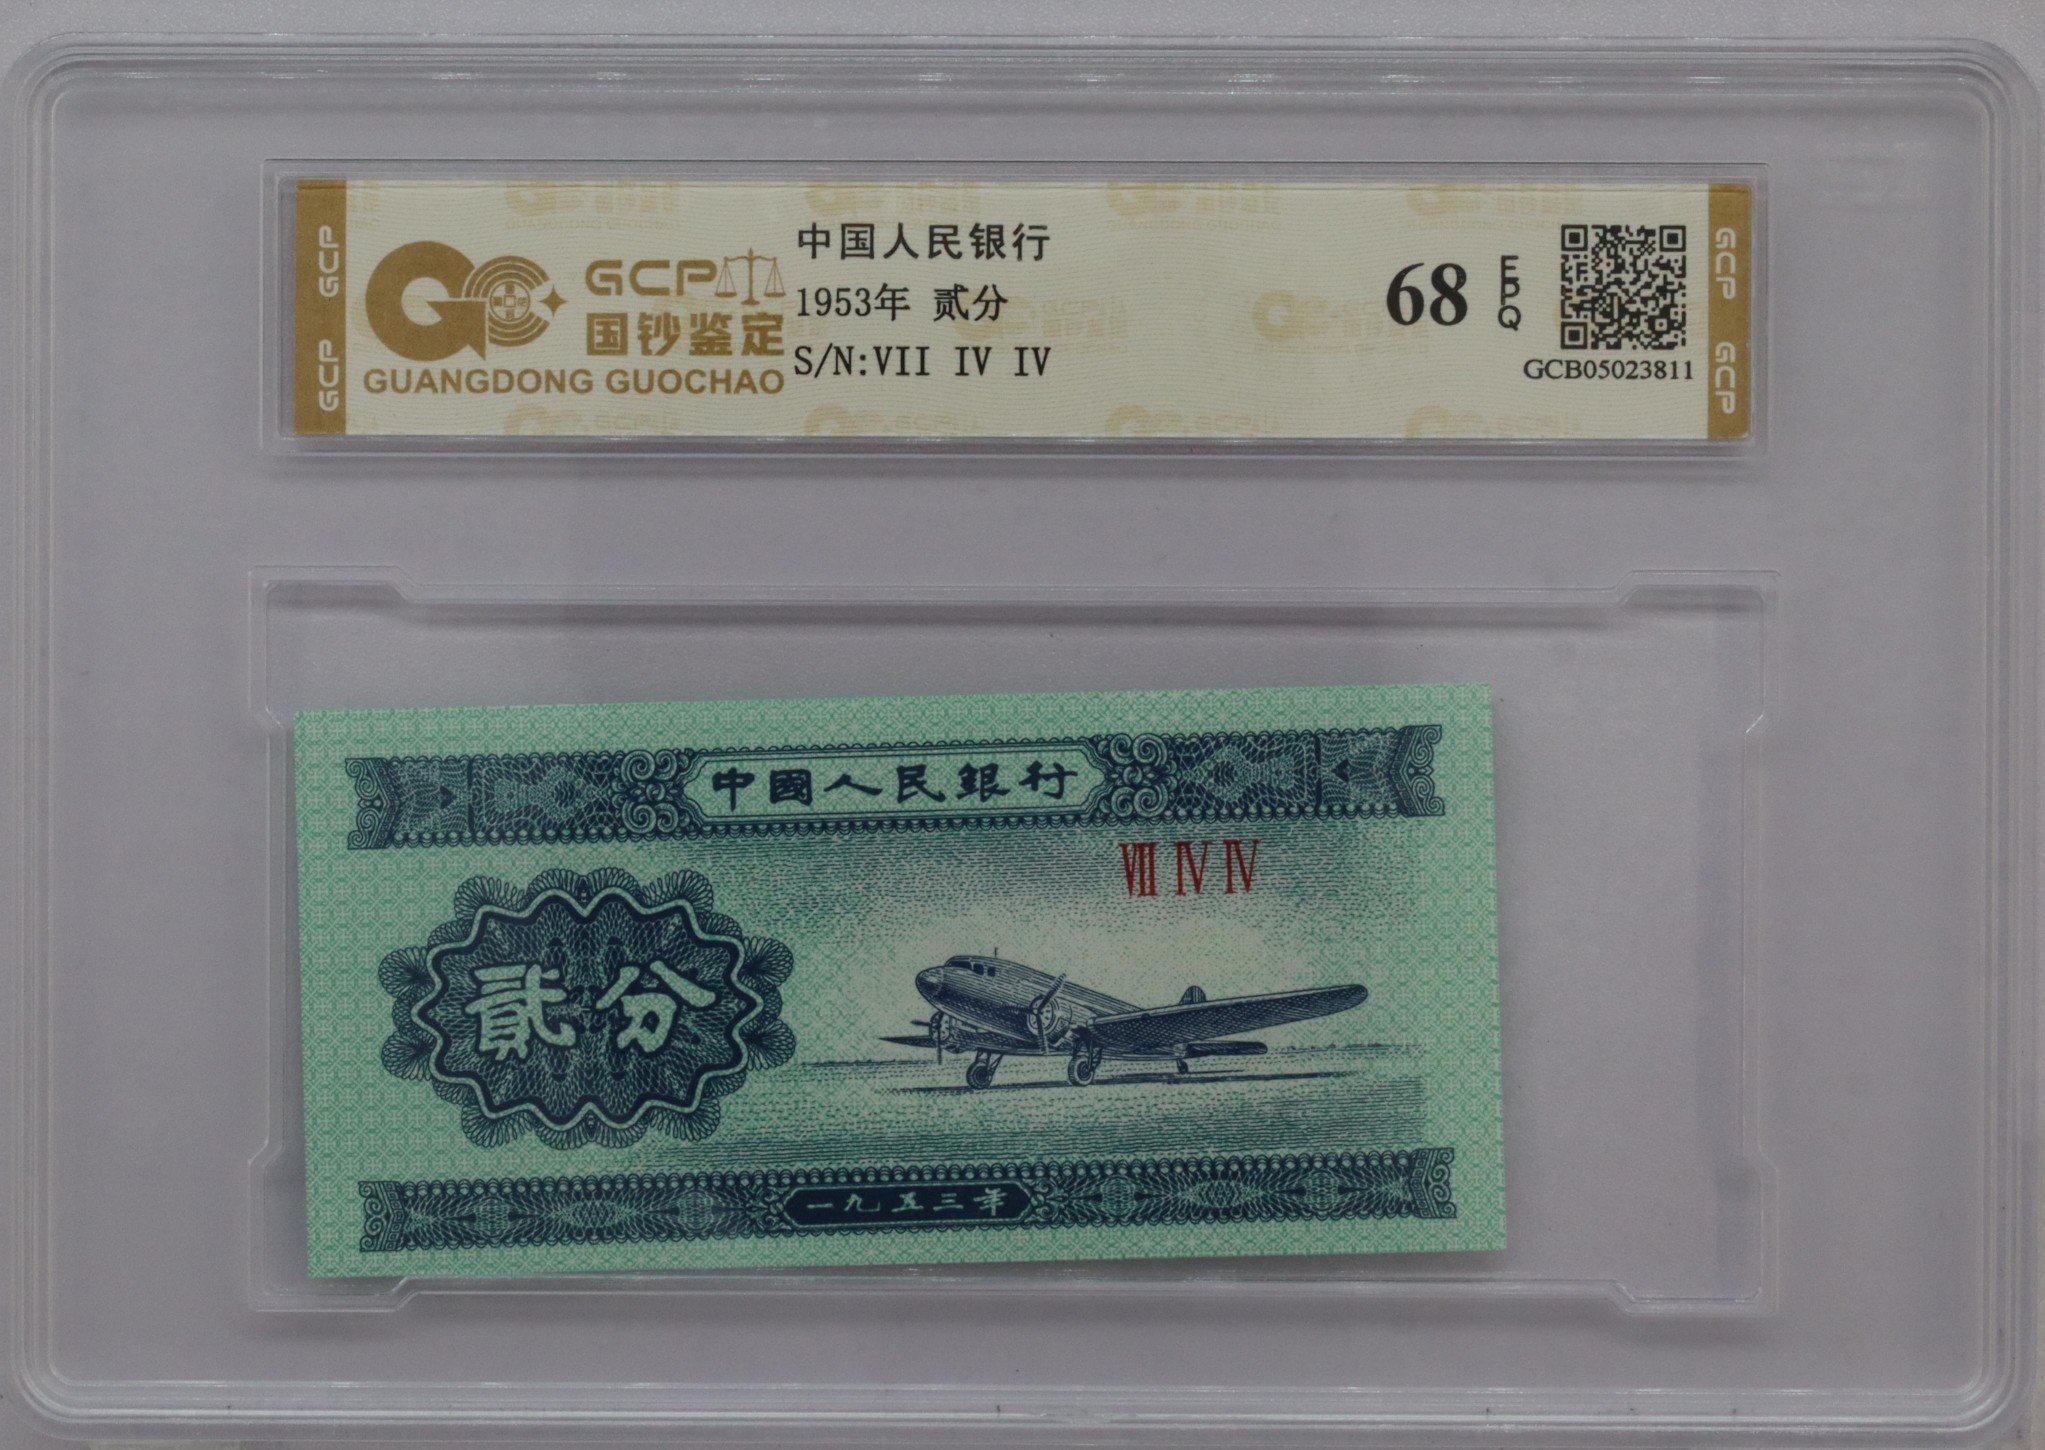 GCP
GCP
GCP
国钞鉴定
GUANGDONG GUOCHAO
中国人民银行
1953年 贰分
S/N:VII IV IV
68
EPQ
GCB05023811
GCP
GCP
中國人民銀行
VII IV IV
貳分
一九五三年